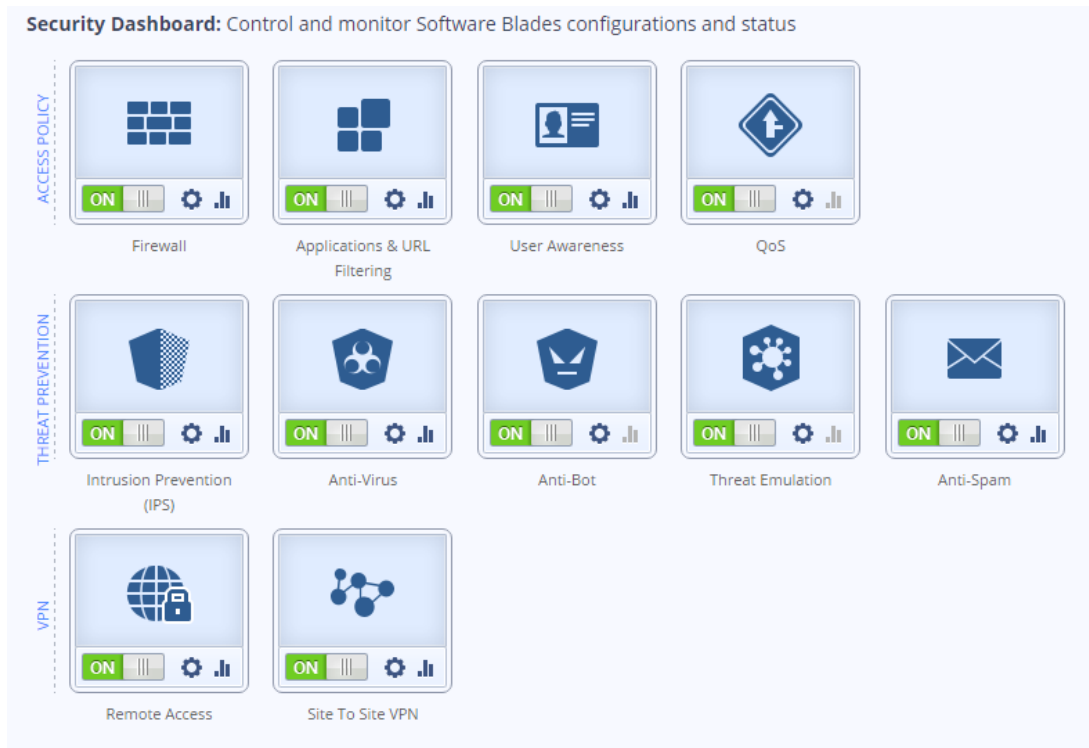 Security Dashboard: Control and monitor Software Blades configurations and status
ACCESS POLICY
ON
ON
ON
ON
Firewall
Applications & URL
Filtering
User Awareness
QoS
THREAT PREVENTION
ON
ON
ON
ON
ON
Intrusion Prevention
(IPS)
Anti-Virus
Anti-Bot
Threat Emulation
Anti-Spam
VPN
ON
ON
Remote Access
Site To Site VPN